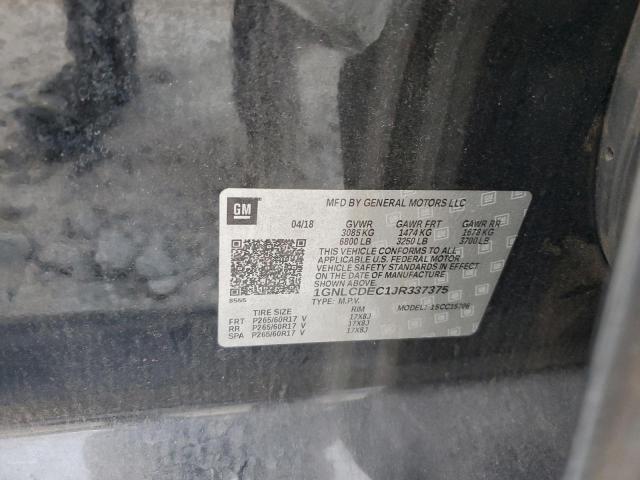 GM
MFD BY GENERAL MOTORS LLC
04/18 GVWR GAWR FRT GAWR RR
3085 KG 1474 KG 1678 KG
6800 LB 3250 LB 3700 LB
THIS VEHICLE CONFORMS TO ALL
APPLICABLE U.S. FEDERAL MOTOR
VEHICLE SAFETY STANDARDS IN EFFECT
ON THE DATE OF MANUFACTURE
SHOWN ABOVE.
1GNLCDEC1JR337375
8565
TYPE: M.P.V. MODEL: 1SCC15706
TIRE SIZE RIM
FRT P265/60R17 V 17X8J
RR P265/60R17 V 17X8J
SPA P265/60R17 V 17X8J